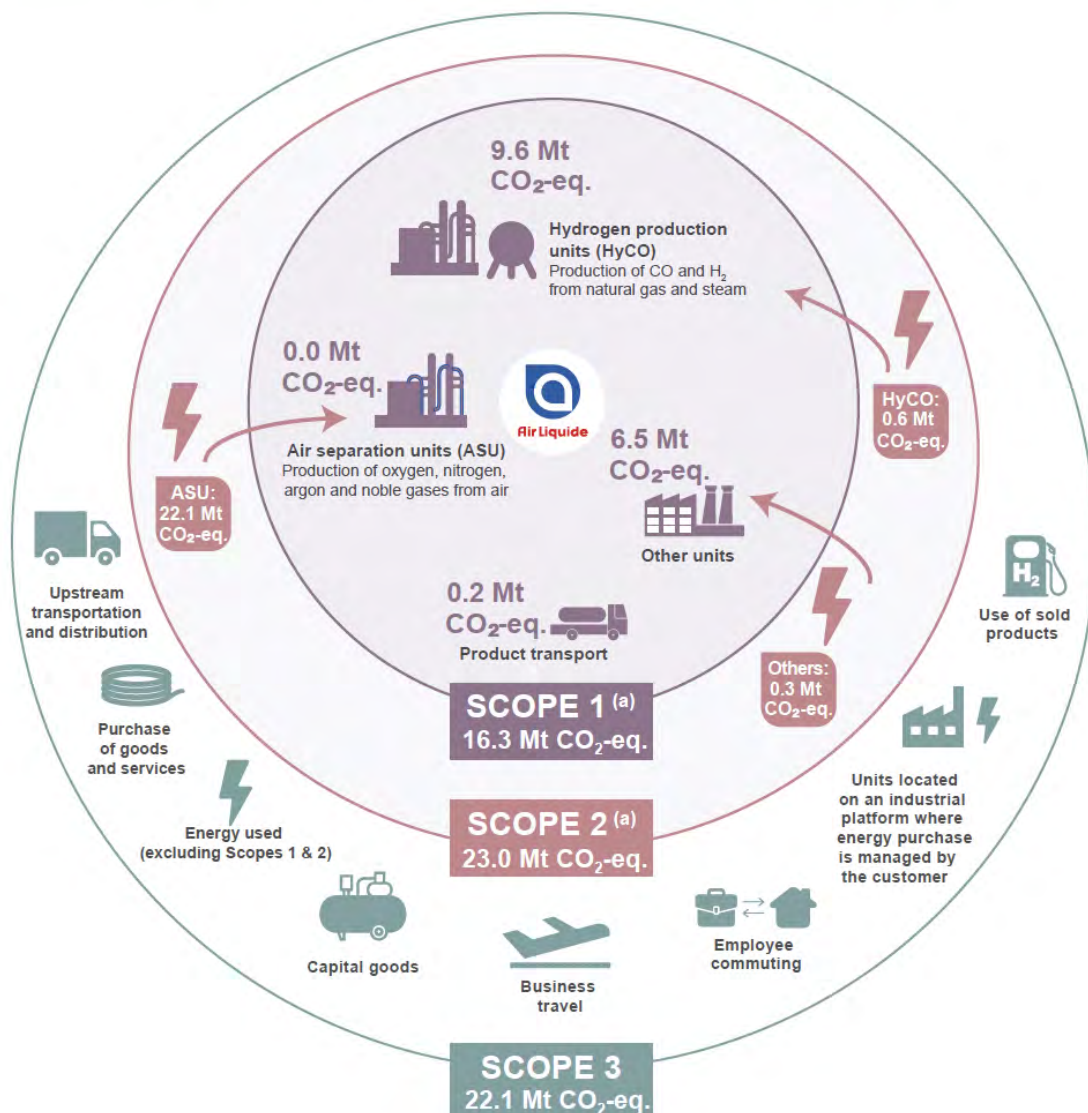 9.6 Mt
CO₂-eq.
Hydrogen production
units (HyCO)
Production of CO and H₂
from natural gas and steam
0.0 Mt
CO₂-eq.
Air separation units (ASU)
Production of oxygen, nitrogen,
argon and noble gases from air
Air Liquide
6.5 Mt
CO₂-eq.
Other units
0.2 Mt
CO₂-eq.
Product transport
HyCO:
0.6 Mt
CO₂-eq.
ASU:
22.1 Mt
CO₂-eq.
Others:
0.3 Mt
CO₂-eq.
SCOPE 1 (a)
16.3 Mt CO₂-eq.
SCOPE 2 (a)
23.0 Mt CO₂-eq.
Upstream
transportation
and distribution
Purchase
of goods
and services
Energy used
(excluding Scopes 1 & 2)
Capital goods
Business
travel
Employee
commuting
Units located
on an industrial
platform where
energy purchase
is managed by
the customer
H₂
Use of sold
products
SCOPE 3
22.1 Mt CO₂-eq.